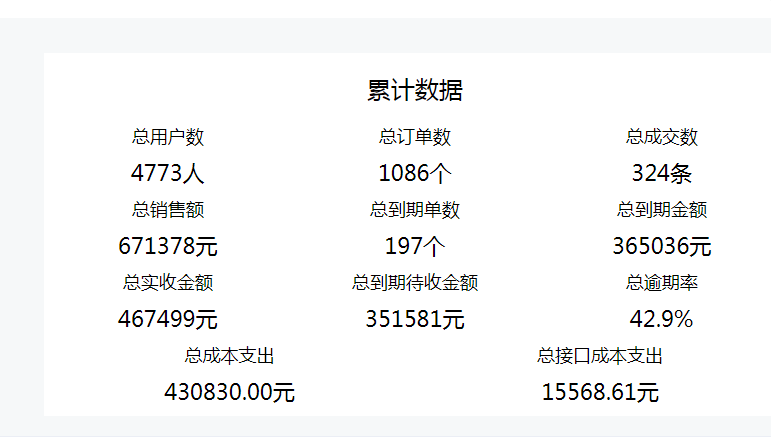 累计数据
总用户数 总订单数 总成交数
4773人 1086个 324条
总销售额 总到期单数 总到期金额
671378元 197个 365036元
总实收金额 总到期待收金额 总逾期率
467499元 351581元 42.9%
总成本支出 总接口成本支出
430830.00元 15568.61元